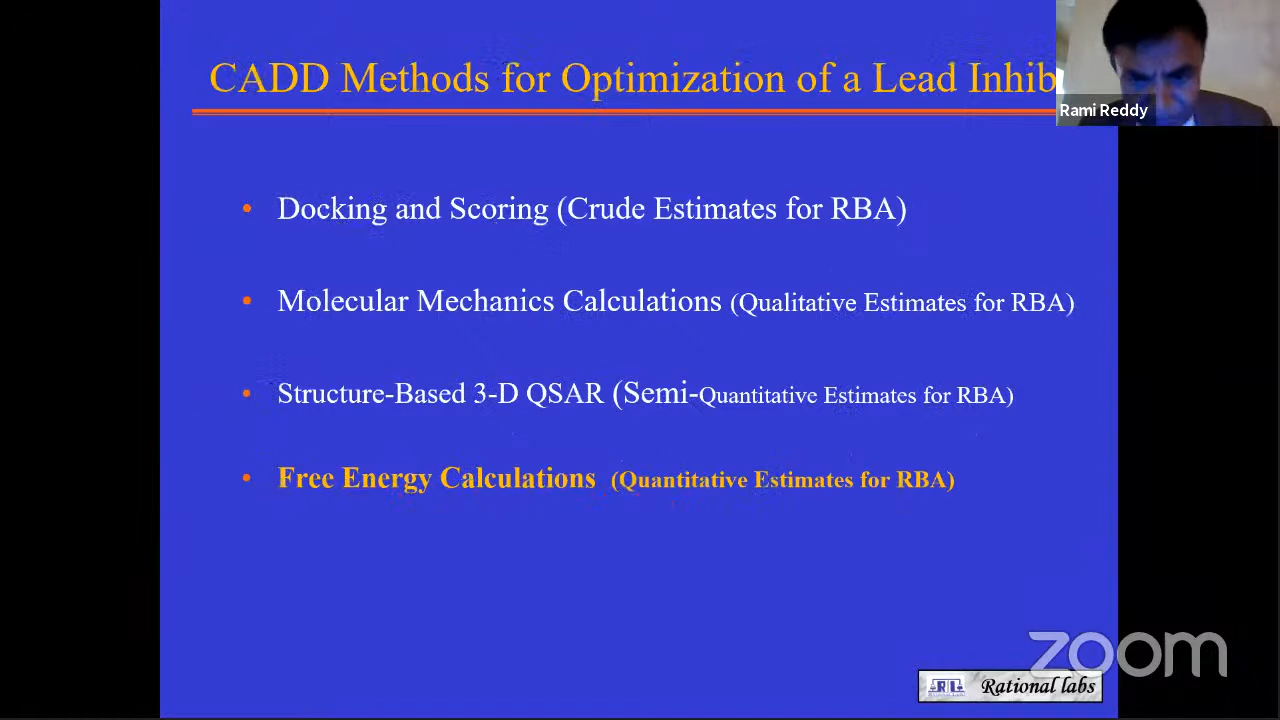 CADD Methods for Optimization of a Lead Inhib
Rami Reddy
• Docking and Scoring (Crude Estimates for RBA)
• Molecular Mechanics Calculations (Qualitative Estimates for RBA)
• Structure-Based 3-D QSAR (Semi-Quantitative Estimates for RBA)
• Free Energy Calculations (Quantitative Estimates for RBA)
zoom
RL Rational labs